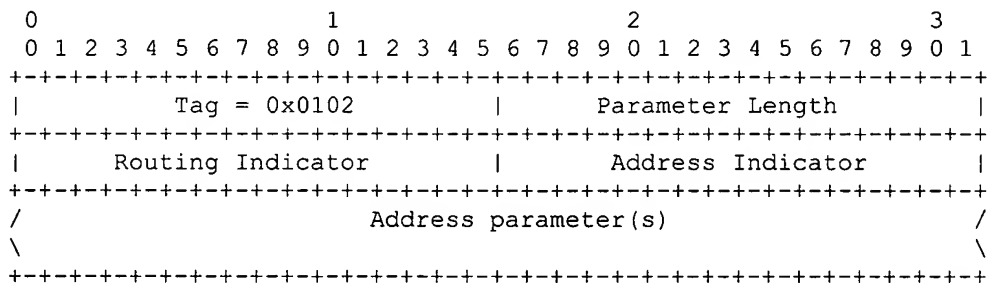 0                   1                   2                   3
 0 1 2 3 4 5 6 7 8 9 0 1 2 3 4 5 6 7 8 9 0 1 2 3 4 5 6 7 8 9 0 1
+-+-+-+-+-+-+-+-+-+-+-+-+-+-+-+-+-+-+-+-+-+-+-+-+-+-+-+-+-+-+-+-+
|          Tag = 0x0102         |      Parameter Length         |
+-+-+-+-+-+-+-+-+-+-+-+-+-+-+-+-+-+-+-+-+-+-+-+-+-+-+-+-+-+-+-+-+
|      Routing Indicator        |       Address Indicator       |
+-+-+-+-+-+-+-+-+-+-+-+-+-+-+-+-+-+-+-+-+-+-+-+-+-+-+-+-+-+-+-+-+
/                       Address parameter(s)                    /
\                                                               \
+-+-+-+-+-+-+-+-+-+-+-+-+-+-+-+-+-+-+-+-+-+-+-+-+-+-+-+-+-+-+-+-+